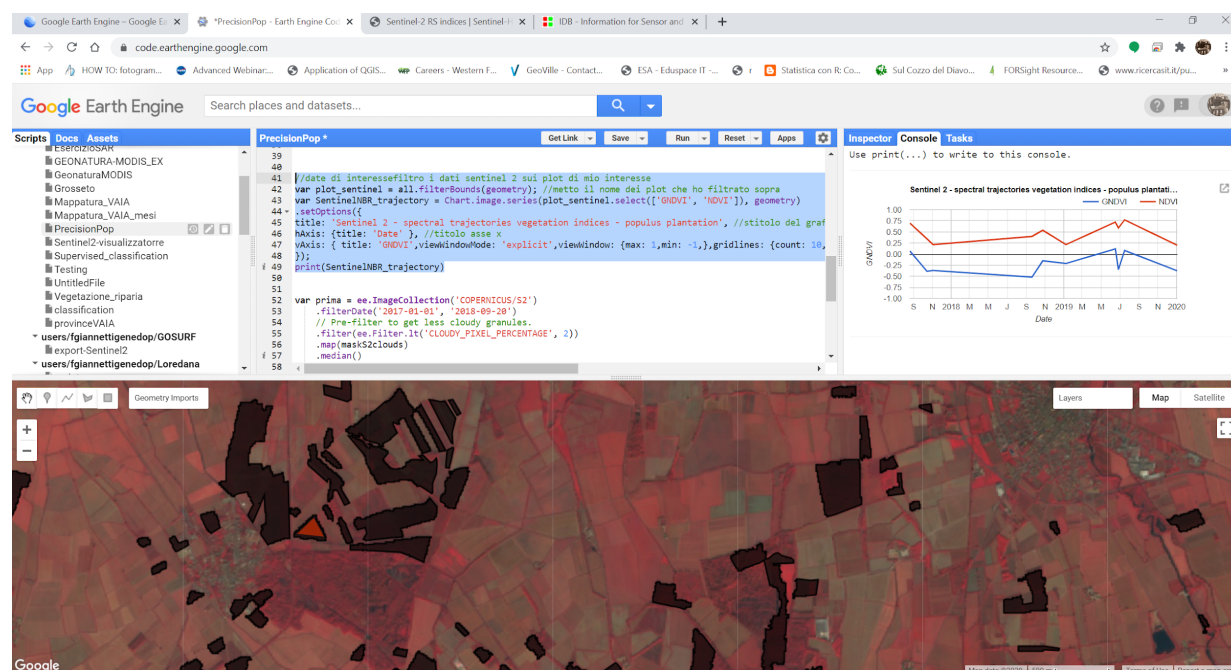 Google Earth Engine – Google Ea
*PrecisionPop - Earth Engine Cod
Sentinel-2 RS indices | Sentinel-H
IDB - Information for Sensor and
code.earthengine.google.com
App
HOW TO: fotogram...
Advanced Webinar:...
Application of QGIS...
Careers - Western F...
GeoVille - Contact...
ESA - Eduspace IT -...
r
Statistica con R: Co...
Sul Cozzo del Diavo...
FORSight Resource...
www.ricercasit.it/pu...
»
Google Earth Engine
Search places and datasets...
Scripts Docs Assets
EsercizioSAR
GEONATURA-MODIS_EX
GeonaturaMODIS
Grosseto
Mappatura_VAIA
Mappatura_VAIA_mesi
PrecisionPop
Sentinel2-visualizzatorre
Supervised_classification
Testing
UntitledFile
Vegetazione_riparia
classification
provinceVAIA
users/fgiannettigenedop/GOSURF
export-Sentinel2
users/fgiannettigenedop/Loredana
PrecisionPop *
Get Link
Save
Run
Reset
Apps
39
40
41 //date di interessefiltro i dati sentinel 2 sui plot di mio interesse
42 var plot_sentinel = all.filterBounds(geometry); //metto il nome dei plot che ho filtrato sopra
43 var SentinelNBR_trajectory = Chart.image.series(plot_sentinel.select(['GNDVI', 'NDVI']), geometry)
44 .setOptions({
45 title: 'Sentinel 2 - spectral trajectories vegetation indices - populus plantation', //stitolo del graf
46 hAxis: {title: 'Date' }, //titolo asse x
47 vAxis: { title: 'GNDVI',viewWindowMode: 'explicit',viewWindow: {max: 1,min: -1,},gridlines: {count: 10,
48 });
i 49 print(SentinelNBR_trajectory)
50
51
52 var prima = ee.ImageCollection('COPERNICUS/S2')
53 .filterDate('2017-01-01', '2018-09-20')
54 // Pre-filter to get less cloudy granules.
55 .filter(ee.Filter.lt('CLOUDY_PIXEL_PERCENTAGE', 2))
56 .map(maskS2clouds)
i 57 .median()
58
Inspector Console Tasks
Use print(...) to write to this console.
Sentinel 2 - spectral trajectories vegetation indices - populus plantati...
GNDVI NDVI
1.00
0.75
0.50
0.25
0.00
-0.25
-0.50
-0.75
-1.00
GNDVI
S N 2018 M M J S N 2019 M M J S N 2020
Date
Geometry Imports
Layers
Map
Satellite
+
−
Google